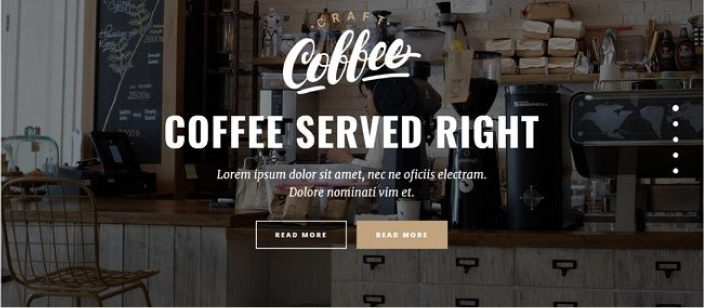 CRAFT
Coffee
COFFEE SERVED RIGHT
Lorem ipsum dolor sit amet, nec ne oficiis electram.
Dolore nominati vim et.
READ MORE
READ MORE